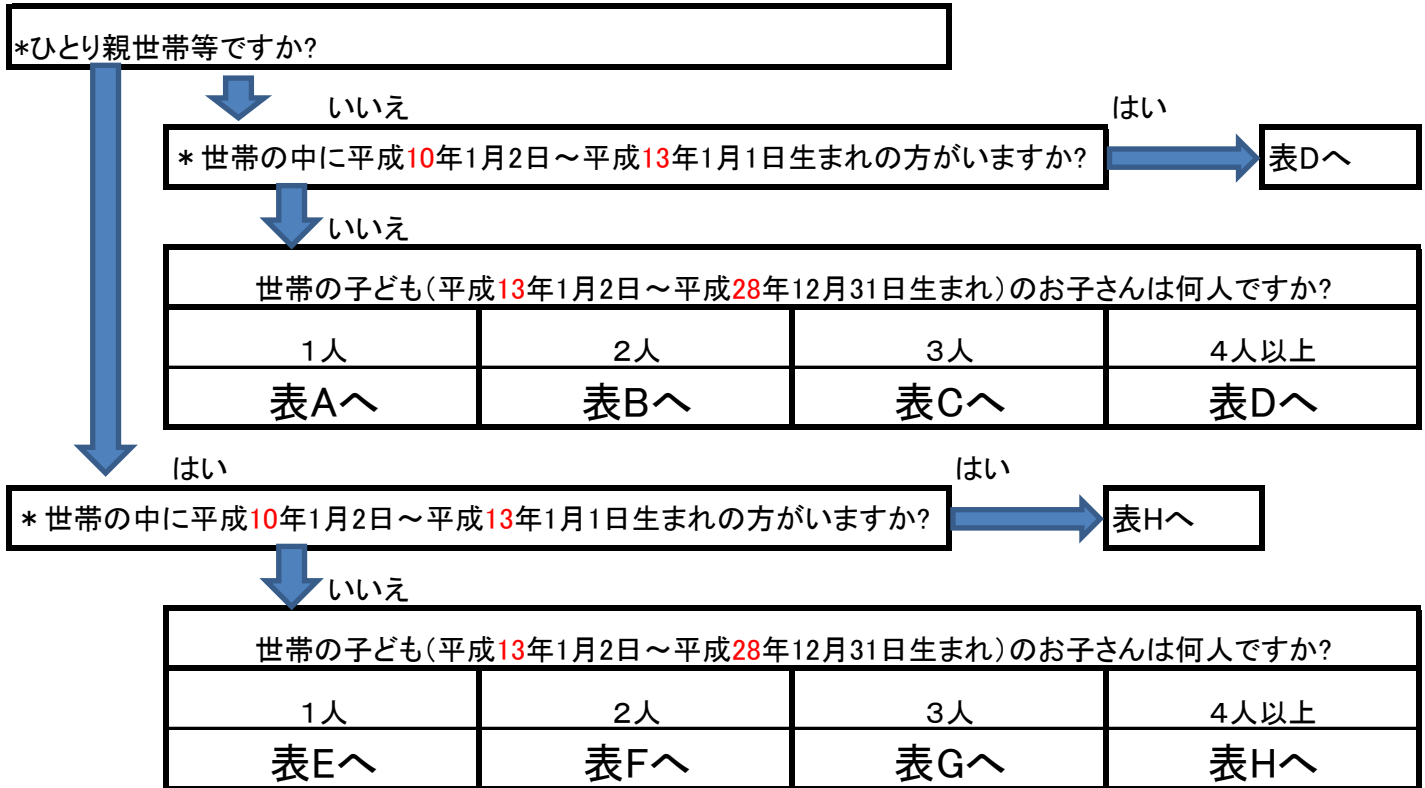 *ひとり親世帯等ですか?
いいえ
はい
*世帯の中に平成10年1月2日～平成13年1月1日生まれの方がいますか?
表Dへ
いいえ
世帯の子ども(平成13年1月2日～平成28年12月31日生まれ)のお子さんは何人ですか?
1人
2人
3人
4人以上
表Aへ
表Bへ
表Cへ
表Dへ
はい
はい
*世帯の中に平成10年1月2日～平成13年1月1日生まれの方がいますか?
表Hへ
いいえ
世帯の子ども(平成13年1月2日～平成28年12月31日生まれ)のお子さんは何人ですか?
1人
2人
3人
4人以上
表Eへ
表Fへ
表Gへ
表Hへ